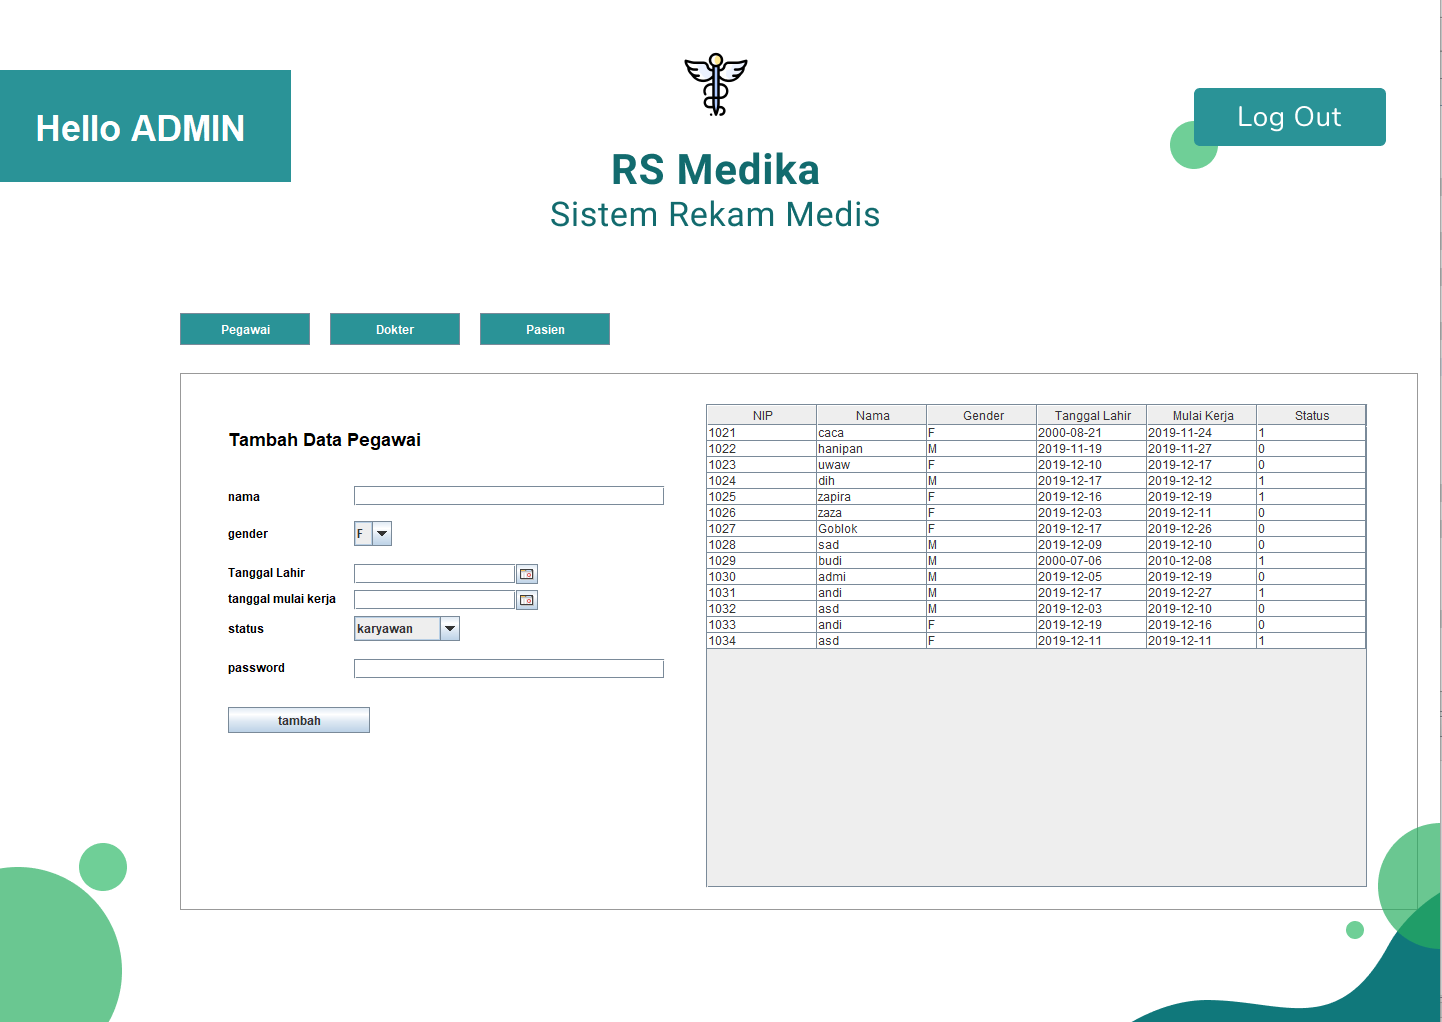 Hello ADMIN
RS Medika
Sistem Rekam Medis
Log Out
Pegawai Dokter Pasien
Tambah Data Pegawai
nama
gender F
Tanggal Lahir
tanggal mulai kerja
status karyawan
password
tambah
NIP Nama Gender Tanggal Lahir Mulai Kerja Status
1021 caca F 2000-08-21 2019-11-24 1
1022 hanipan M 2019-11-19 2019-11-27 0
1023 uwaw F 2019-12-10 2019-12-17 0
1024 dih M 2019-12-17 2019-12-12 1
1025 zapira F 2019-12-16 2019-12-19 1
1026 zaza F 2019-12-03 2019-12-11 0
1027 Goblok F 2019-12-17 2019-12-26 0
1028 sad M 2019-12-09 2019-12-10 0
1029 budi M 2000-07-06 2010-12-08 1
1030 admi M 2019-12-05 2019-12-19 0
1031 andi M 2019-12-17 2019-12-27 1
1032 asd M 2019-12-03 2019-12-10 0
1033 andi F 2019-12-19 2019-12-16 0
1034 asd F 2019-12-11 2019-12-11 1